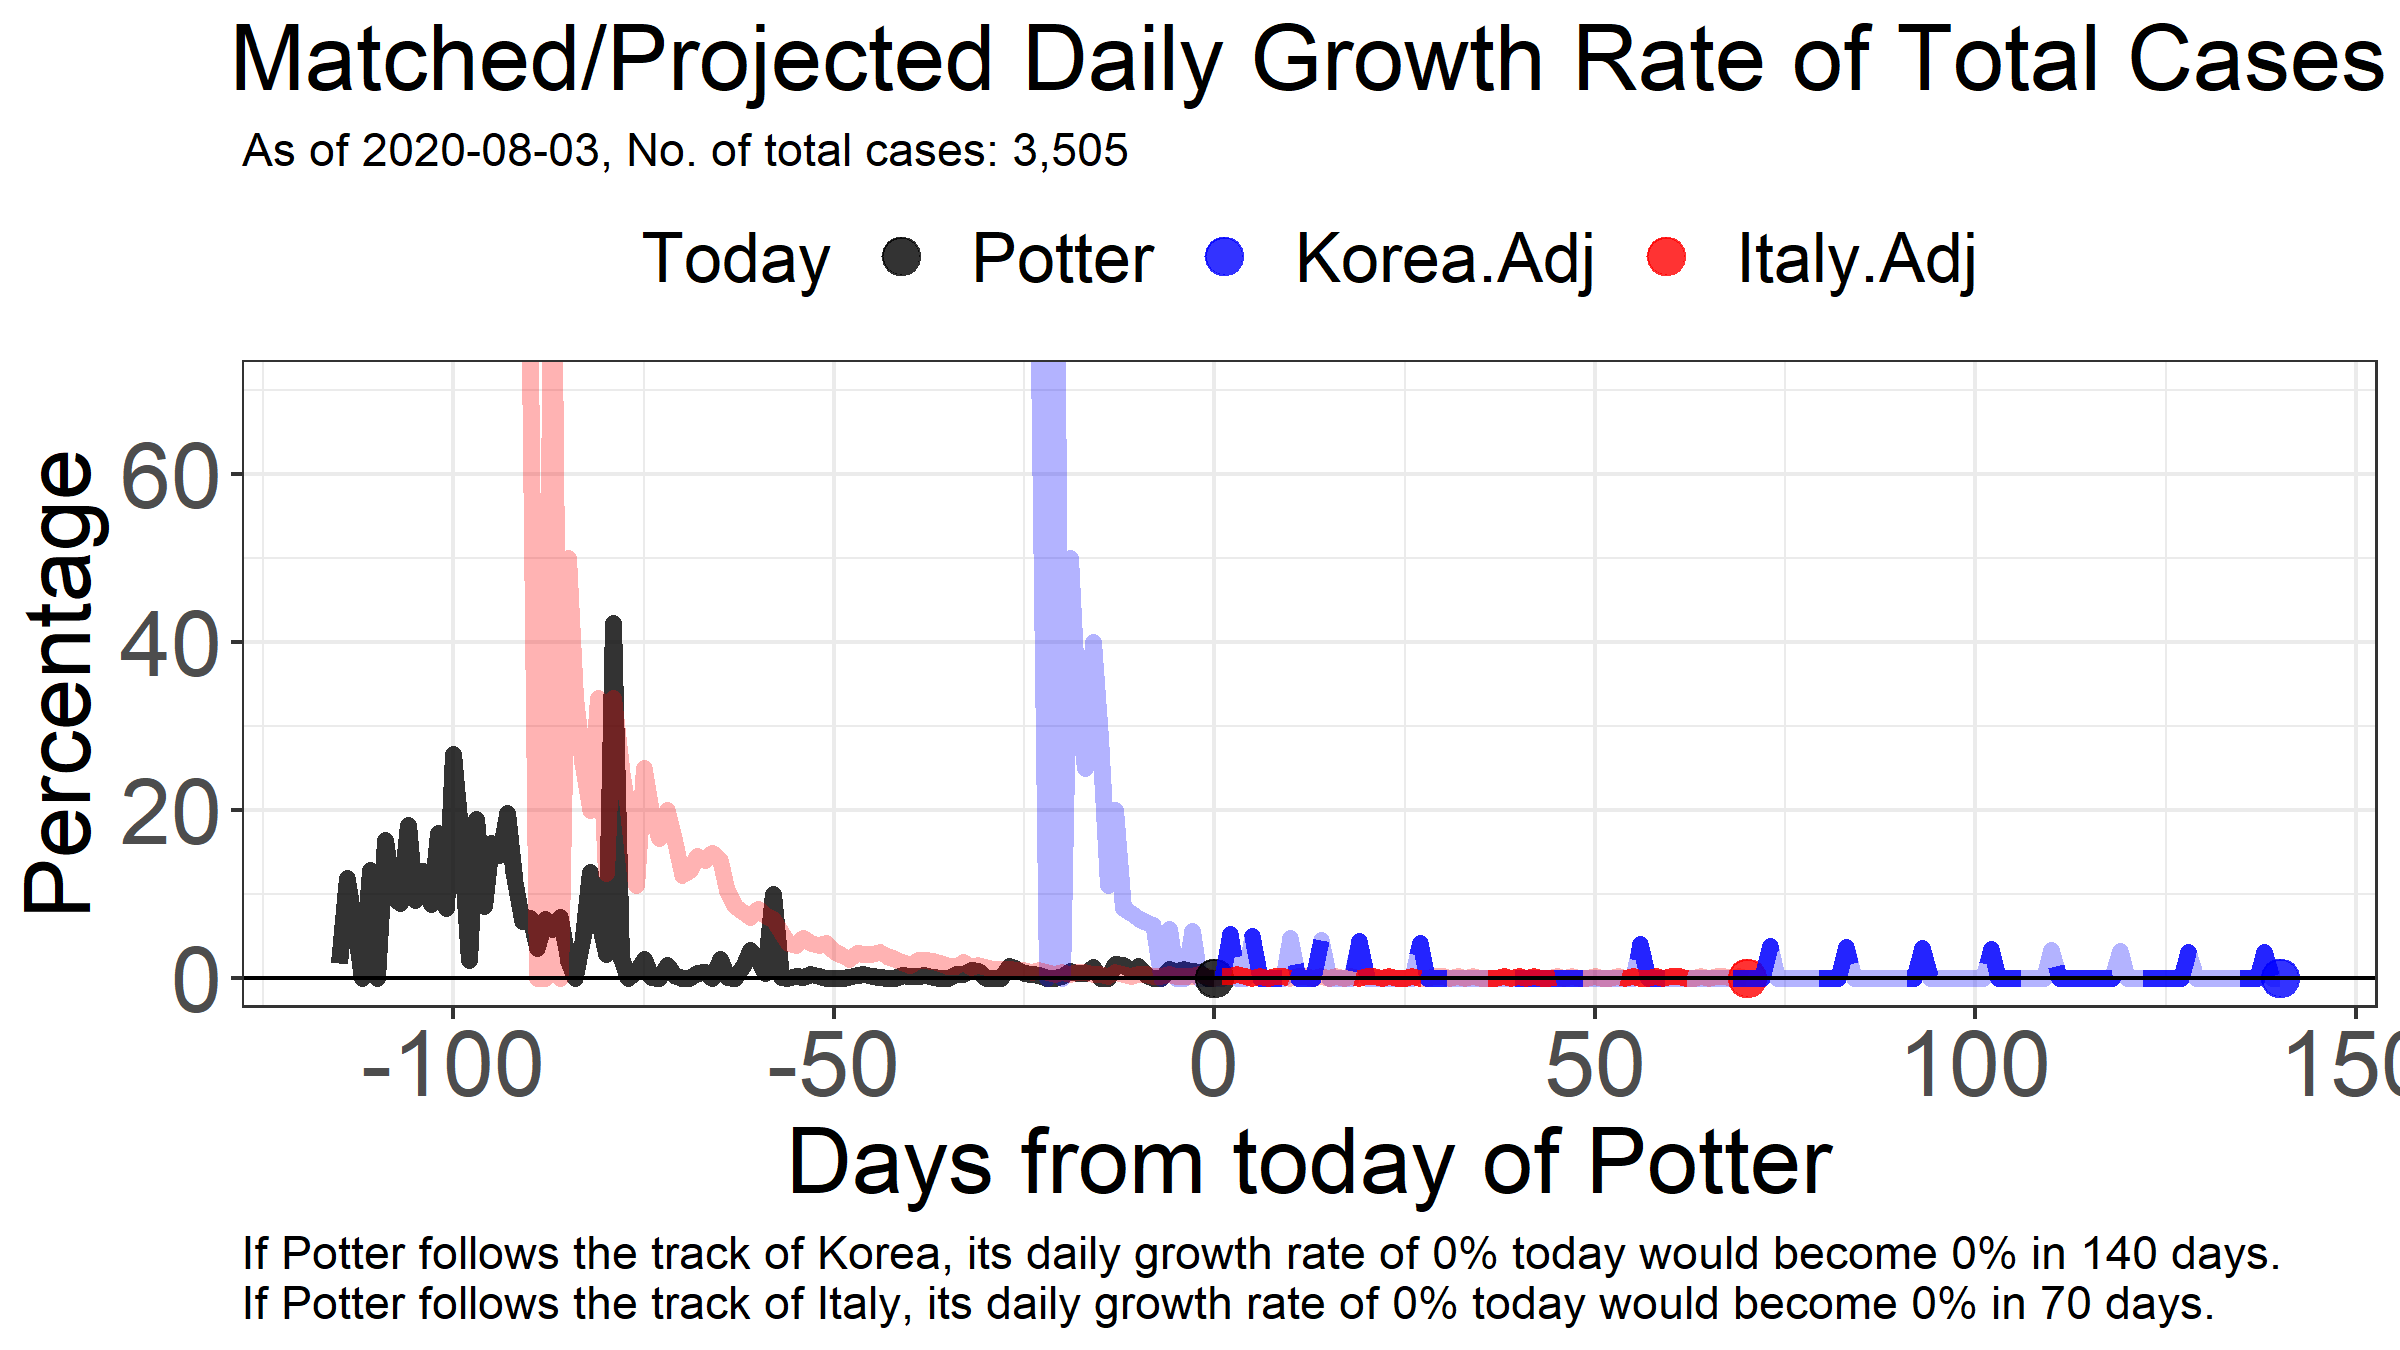 Matched/Projected Daily Growth Rate of Total Cases
As of 2020-08-03, No. of total cases: 3,505
Today Potter Korea.Adj Italy.Adj
Percentage
60
40
20
0
-100 -50 0 50 100 150
Days from today of Potter
If Potter follows the track of Korea, its daily growth rate of 0% today would become 0% in 140 days.
If Potter follows the track of Italy, its daily growth rate of 0% today would become 0% in 70 days.